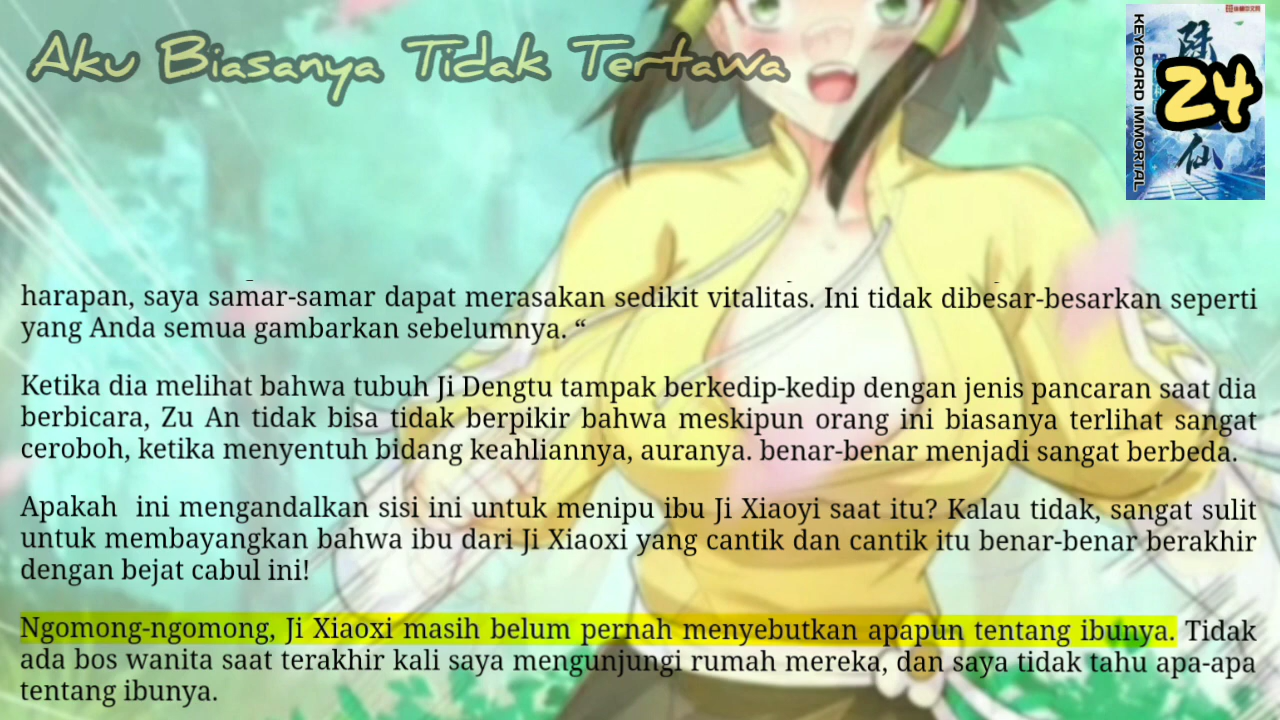 Aku Biasanya Tidak Tertawa
KEYBOARD IMMORTAL
陆
24
仙
harapan, saya samar-samar dapat merasakan sedikit vitalitas. Ini tidak dibesar-besarkan seperti
yang Anda semua gambarkan sebelumnya. “
Ketika dia melihat bahwa tubuh Ji Dengtu tampak berkedip-kedip dengan jenis pancaran saat dia
berbicara, Zu An tidak bisa tidak berpikir bahwa meskipun orang ini biasanya terlihat sangat
ceroboh, ketika menyentuh bidang keahliannya, auranya. benar-benar menjadi sangat berbeda.
Apakah  ini mengandalkan sisi ini untuk menipu ibu Ji Xiaoyi saat itu? Kalau tidak, sangat sulit
untuk membayangkan bahwa ibu dari Ji Xiaoxi yang cantik dan cantik itu benar-benar berakhir
dengan bejat cabul ini!
Ngomong-ngomong, Ji Xiaoxi masih belum pernah menyebutkan apapun tentang ibunya. Tidak
ada bos wanita saat terakhir kali saya mengunjungi rumah mereka, dan saya tidak tahu apa-apa
tentang ibunya.